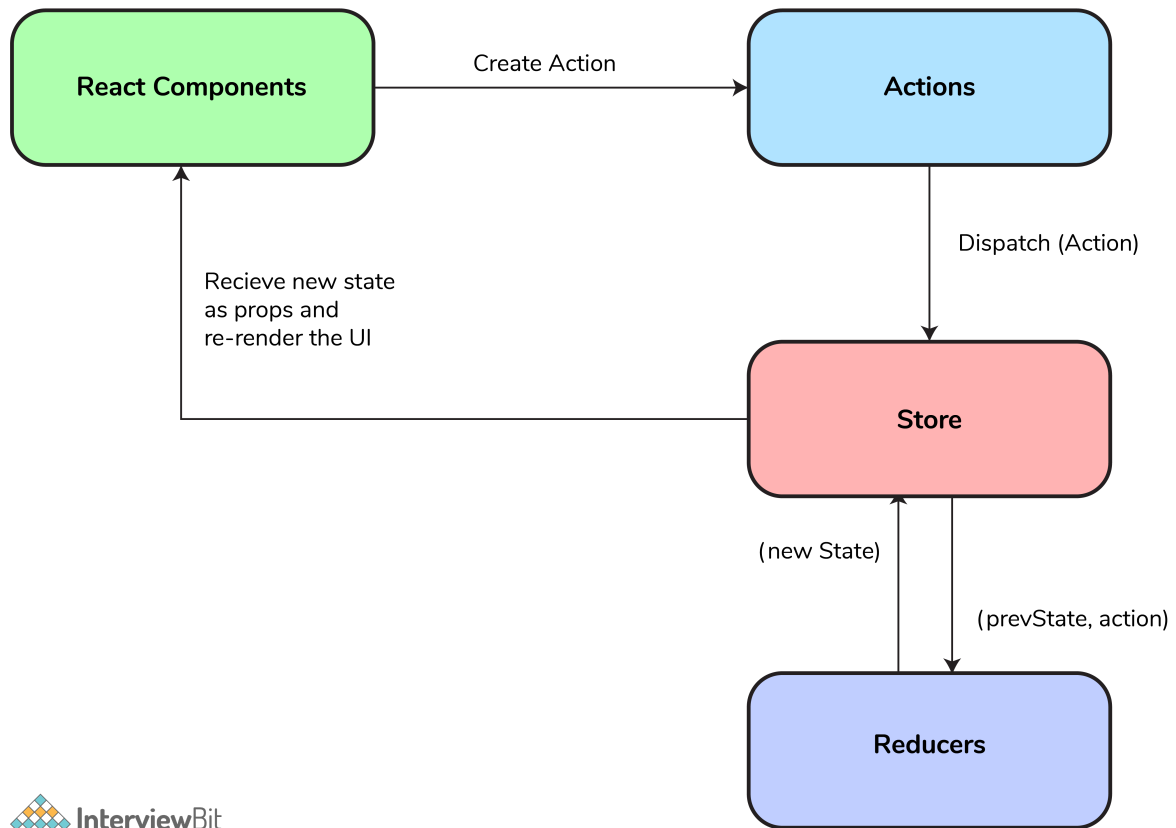 React Components
Create Action
Actions
Dispatch (Action)
Recieve new state
as props and
re-render the UI
Store
(new State)
(prevState, action)
Reducers
InterviewBit